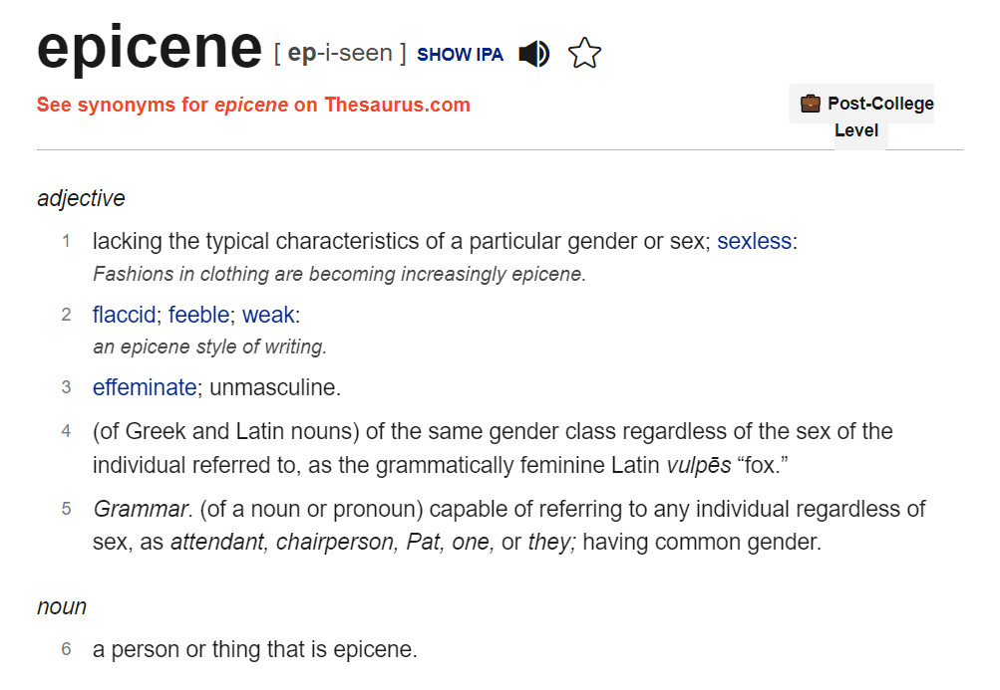 epicene [ ep-i-seen ] SHOW IPA
See synonyms for epicene on Thesaurus.com
Post-College
Level
adjective
1 lacking the typical characteristics of a particular gender or sex; sexless:
Fashions in clothing are becoming increasingly epicene.
2 flaccid; feeble; weak:
an epicene style of writing.
3 effeminate; unmasculine.
4 (of Greek and Latin nouns) of the same gender class regardless of the sex of the
individual referred to, as the grammatically feminine Latin vulpēs “fox.”
5 Grammar. (of a noun or pronoun) capable of referring to any individual regardless of
sex, as attendant, chairperson, Pat, one, or they; having common gender.
noun
6 a person or thing that is epicene.